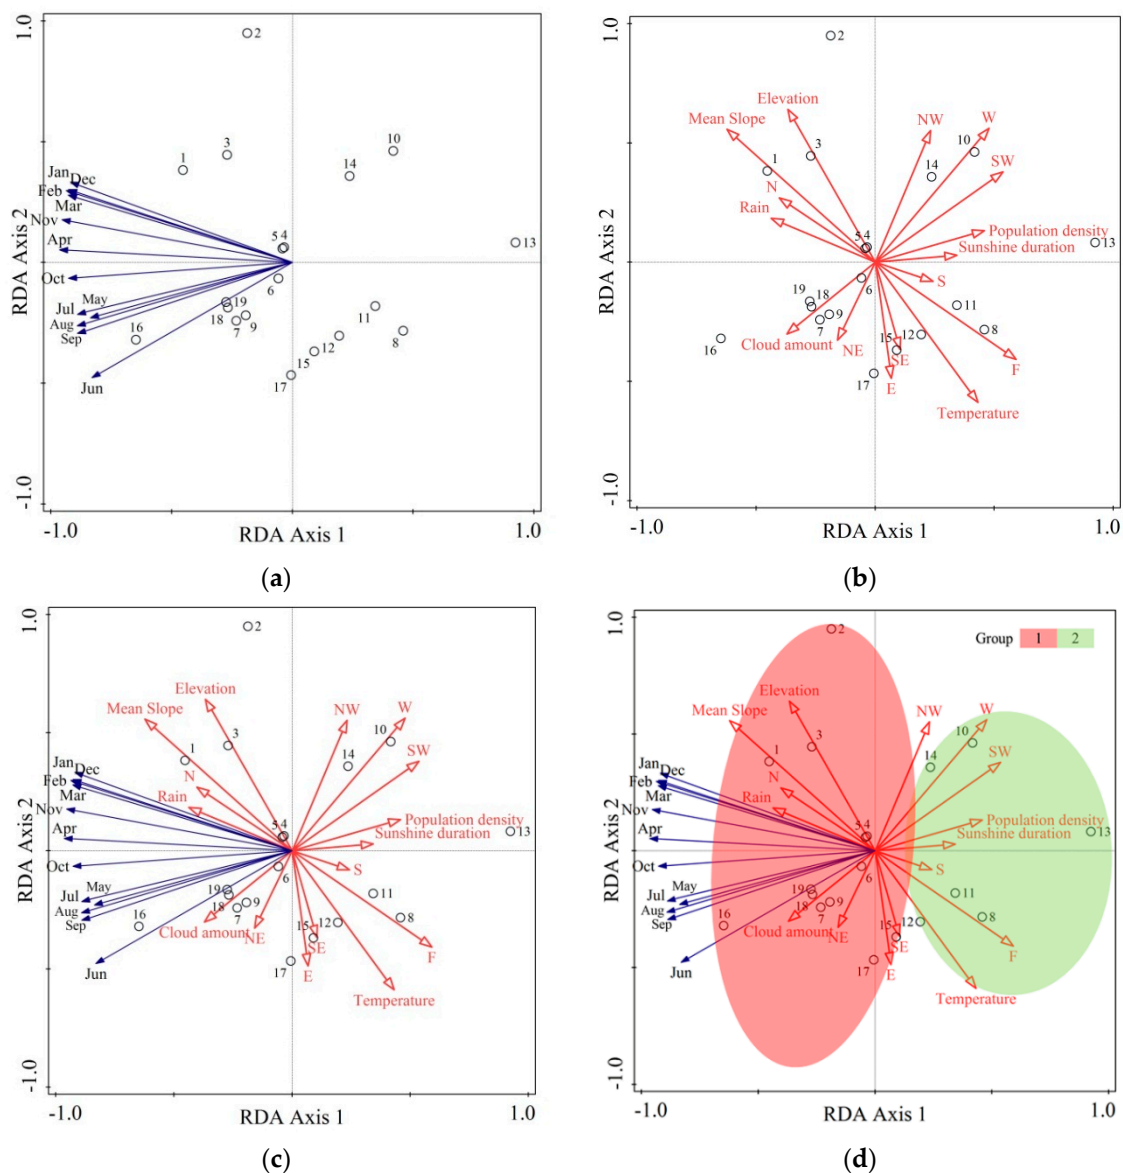 1.0
2
3
1
10
14
Jan
Dec
Feb
Mar
Nov
Apr
Oct
May
Jul
Aug
Sep
Jun
5
4
13
6
19
18
7
9
16
11
8
12
15
17
RDA Axis 2
-1.0
-1.0
RDA Axis 1
1.0
(a)
1.0
2
Elevation
Mean Slope
3
1
N
Rain
NW
W
10
14
SW
Population density
Sunshine duration
13
5
4
6
S
19
18
7
9
16
11
8
12
15
Cloud amount
NE
SE
17
E
F
Temperature
RDA Axis 2
-1.0
-1.0
RDA Axis 1
1.0
(b)
1.0
2
Elevation
Mean Slope
3
1
N
Rain
NW
W
10
14
SW
Jan
Dec
Feb
Mar
Nov
Apr
Oct
May
Jul
Aug
Sep
Jun
Population density
Sunshine duration
13
5
4
6
S
19
18
7
9
16
11
8
12
15
Cloud amount
NE
SE
17
E
F
Temperature
RDA Axis 2
-1.0
-1.0
RDA Axis 1
1.0
(c)
1.0
Group
1
2
2
Elevation
Mean Slope
3
1
N
Rain
NW
W
10
14
SW
Jan
Dec
Feb
Mar
Nov
Apr
Oct
May
Jul
Aug
Sep
Jun
Population density
Sunshine duration
13
5
4
6
S
19
18
7
9
16
11
8
12
15
Cloud amount
NE
SE
17
E
F
Temperature
RDA Axis 2
-1.0
-1.0
RDA Axis 1
1.0
(d)